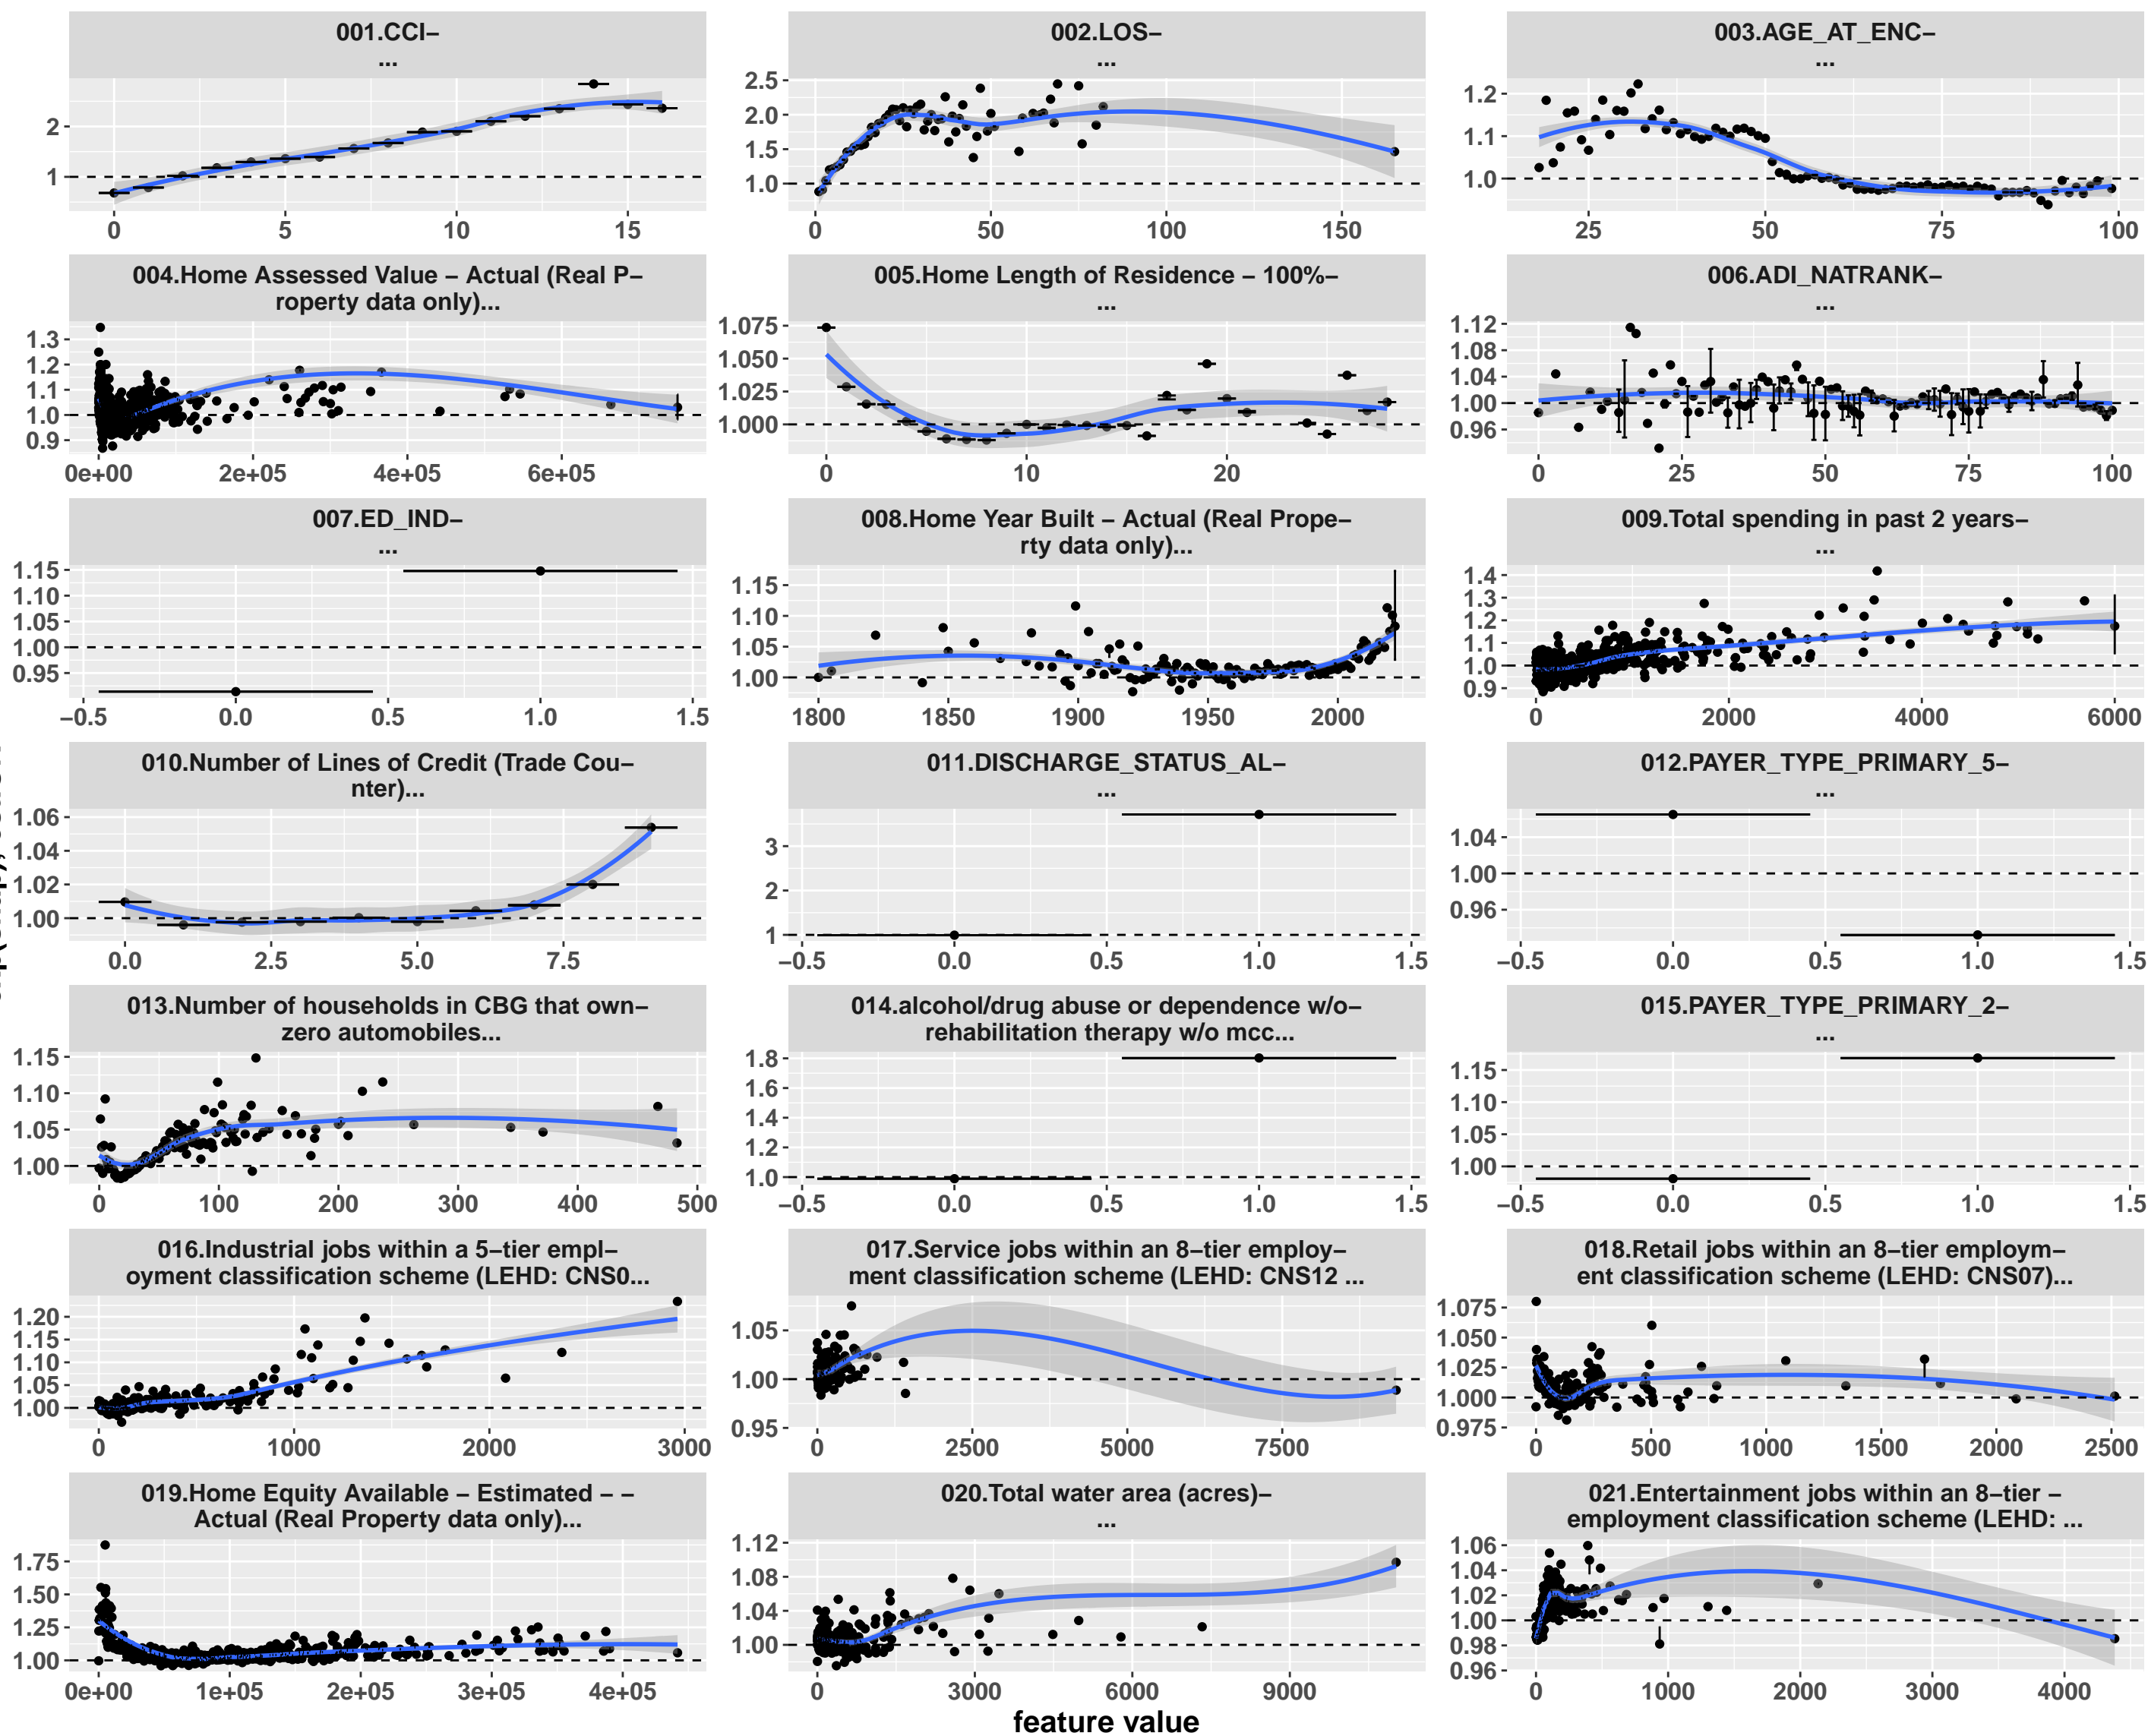 001.CCI–
...
002.LOS–
...
003.AGE_AT_ENC–
...
2
1
0 5 10 15
2.5
2.0
1.5
1.0
0 50 100 150
1.2
1.1
1.0
25 50 75 100
004.Home Assessed Value – Actual (Real P–
roperty data only)...
005.Home Length of Residence – 100%–
...
006.ADI_NATRANK–
...
1.3
1.2
1.1
1.0
0.9
0e+00 2e+05 4e+05 6e+05
1.075
1.050
1.025
1.000
0 10 20
1.12
1.08
1.04
1.00
0.96
0 25 50 75 100
007.ED_IND–
...
008.Home Year Built – Actual (Real Prope–
rty data only)...
009.Total spending in past 2 years–
...
1.15
1.10
1.05
1.00
0.95
−0.5 0.0 0.5 1.0 1.5
1.15
1.10
1.05
1.00
1800 1850 1900 1950 2000
1.4
1.3
1.2
1.1
1.0
0.9
0 2000 4000 6000
010.Number of Lines of Credit (Trade Cou–
nter)...
011.DISCHARGE_STATUS_AL–
...
012.PAYER_TYPE_PRIMARY_5–
...
1.06
1.04
1.02
1.00
0.0 2.5 5.0 7.5
3
2
1
−0.5 0.0 0.5 1.0 1.5
1.04
1.00
0.96
−0.5 0.0 0.5 1.0 1.5
013.Number of households in CBG that own–
zero automobiles...
014.alcohol/drug abuse or dependence w/o–
rehabilitation therapy w/o mcc...
015.PAYER_TYPE_PRIMARY_2–
...
1.15
1.10
1.05
1.00
0 100 200 300 400 500
1.8
1.6
1.4
1.2
1.0
−0.5 0.0 0.5 1.0 1.5
1.15
1.10
1.05
1.00
−0.5 0.0 0.5 1.0 1.5
016.Industrial jobs within a 5–tier empl–
oyment classification scheme (LEHD: CNS0...
017.Service jobs within an 8–tier employ–
ment classification scheme (LEHD: CNS12 ...
018.Retail jobs within an 8–tier employm–
ent classification scheme (LEHD: CNS07)...
1.20
1.15
1.10
1.05
1.00
0 1000 2000 3000
1.05
1.00
0.95
0 2500 5000 7500
1.075
1.050
1.025
1.000
0.975
0 500 1000 1500 2000 2500
019.Home Equity Available – Estimated – –
Actual (Real Property data only)...
020.Total water area (acres)–
...
021.Entertainment jobs within an 8–tier –
employment classification scheme (LEHD: ...
1.75
1.50
1.25
1.00
0e+00 1e+05 2e+05 3e+05 4e+05
1.12
1.08
1.04
1.00
0 3000 6000 9000
1.06
1.04
1.02
1.00
0.98
0.96
0 1000 2000 3000 4000
feature value